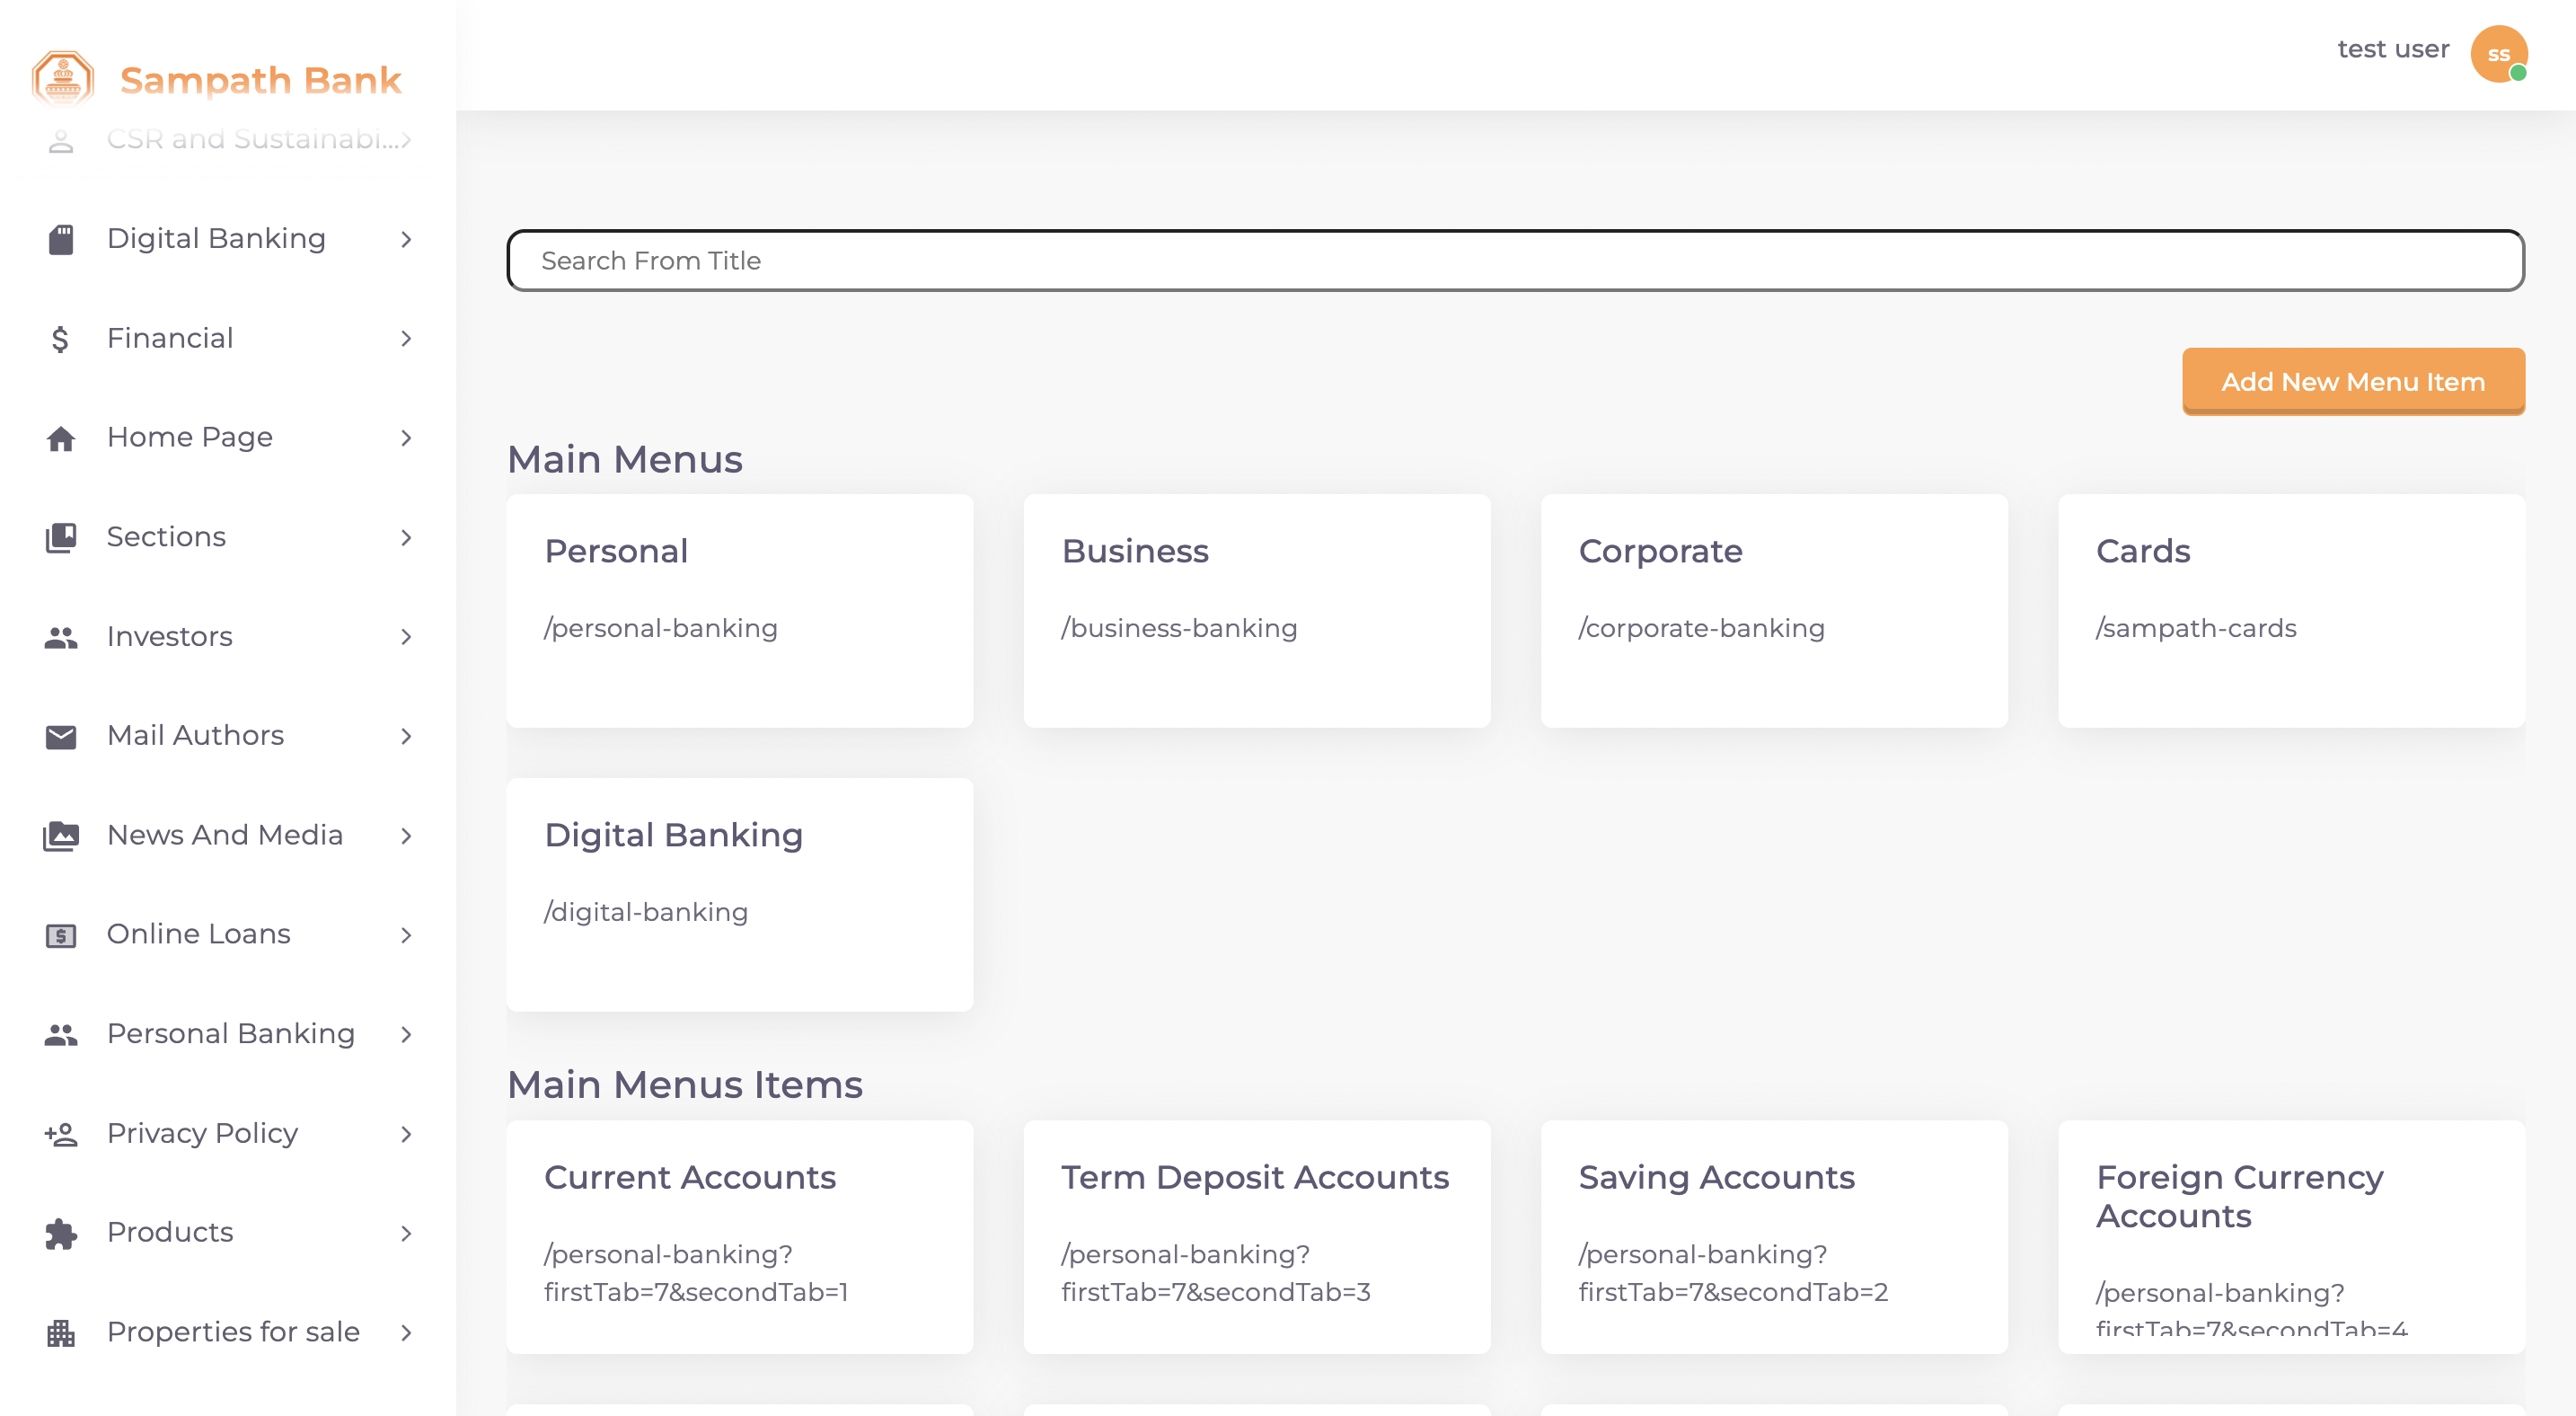 Sampath Bank
CSR and Sustainabi...
Digital Banking
Financial
Home Page
Sections
Investors
Mail Authors
News And Media
Online Loans
Personal Banking
Privacy Policy
Products
Properties for sale
test user
ss
Search From Title
Add New Menu Item
Main Menus
Personal
/personal-banking
Business
/business-banking
Corporate
/corporate-banking
Cards
/sampath-cards
Digital Banking
/digital-banking
Main Menus Items
Current Accounts
/personal-banking?
firstTab=7&secondTab=1
Term Deposit Accounts
/personal-banking?
firstTab=7&secondTab=3
Saving Accounts
/personal-banking?
firstTab=7&secondTab=2
Foreign Currency
Accounts
/personal-banking?
firstTab=7&secondTab=4